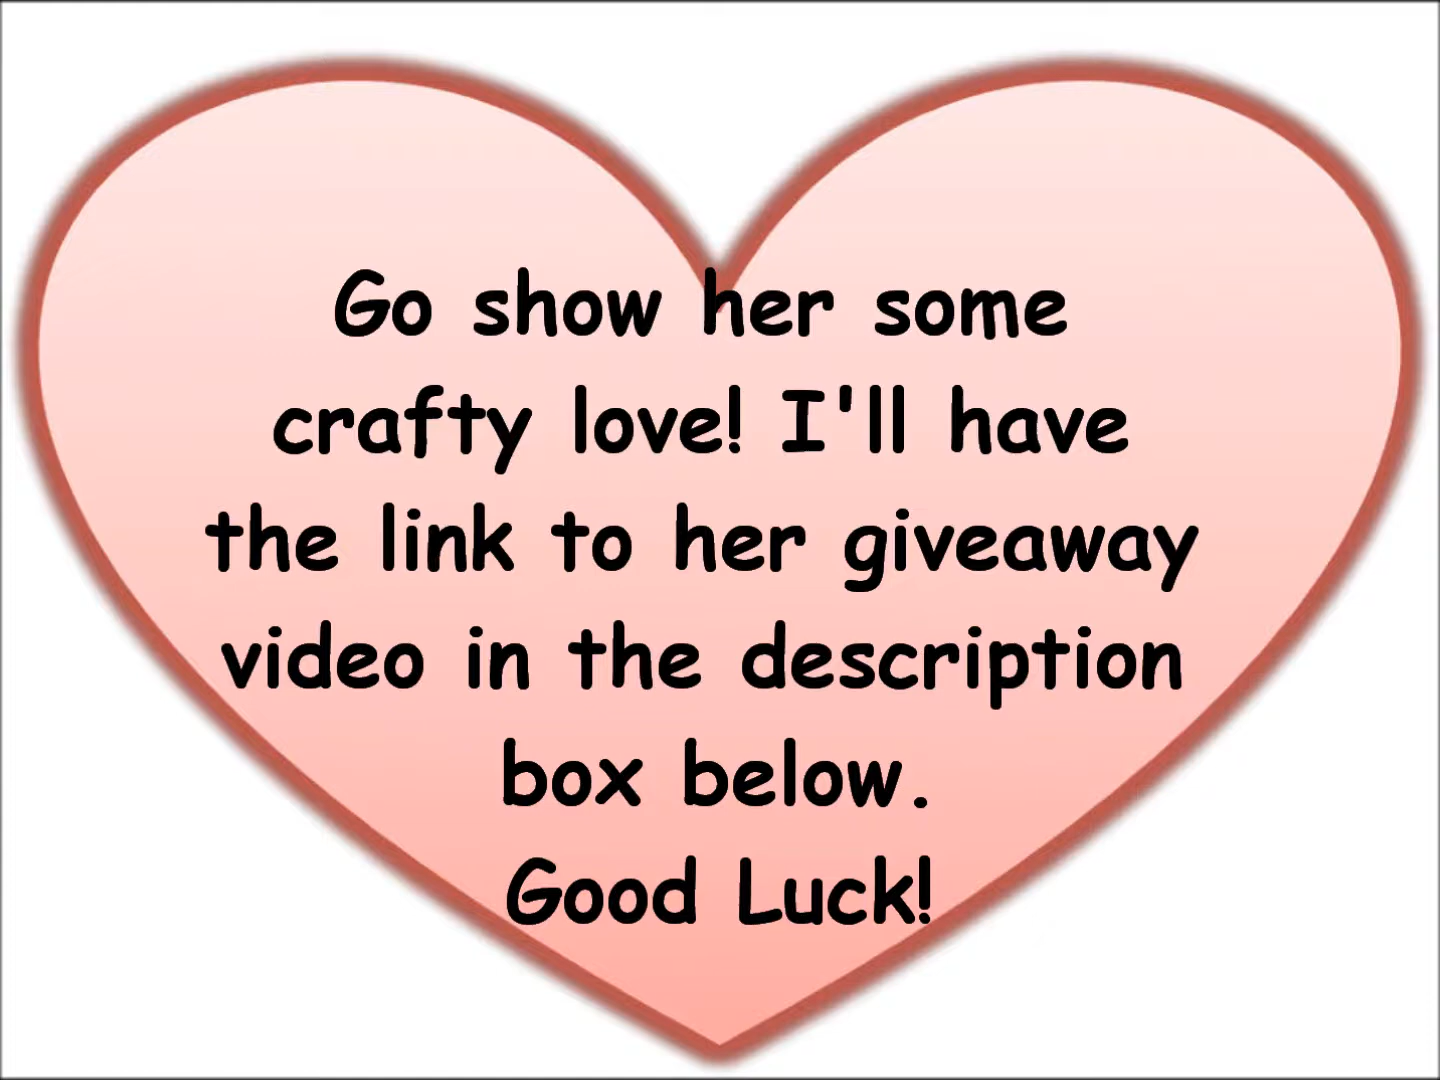 Go show her some
crafty love! I'll have
the link to her giveaway
video in the description
box below.
Good Luck!